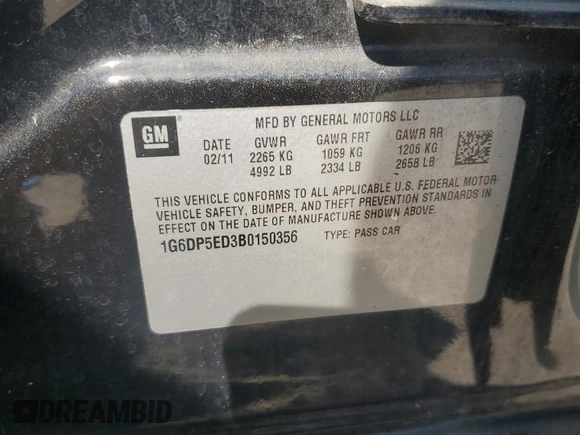 MFD BY GENERAL MOTORS LLC
GM
DATE GVWR GAWR FRT GAWR RR
02/11 2265 KG 1059 KG 1206 KG
4992 LB 2334 LB 2658 LB
THIS VEHICLE CONFORMS TO ALL APPLICABLE U.S. FEDERAL MOTOR
VEHICLE SAFETY, BUMPER, AND THEFT PREVENTION STANDARDS IN
EFFECT ON THE DATE OF MANUFACTURE SHOWN ABOVE.
1G6DP5ED3B0150356 TYPE: PASS CAR
DREAMBID